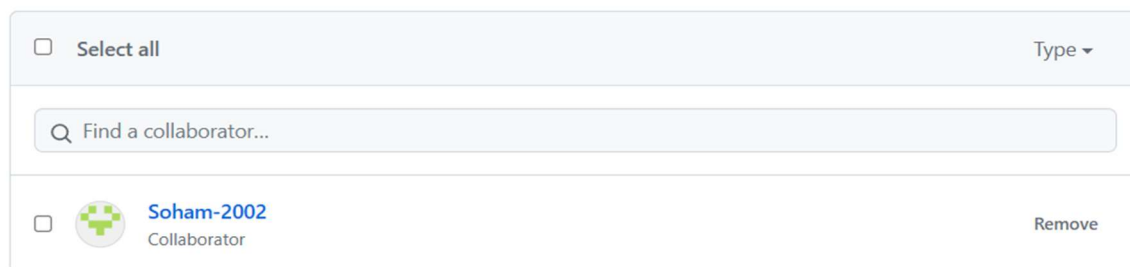 Select all
Type
Find a collaborator...
Soham-2002
Collaborator
Remove